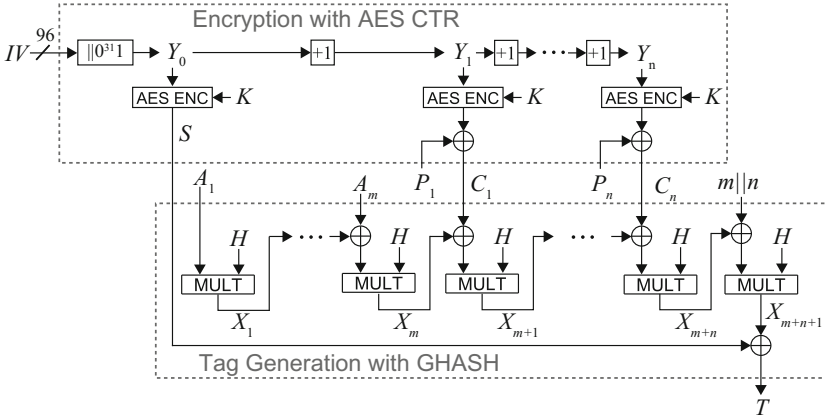 Encryption with AES CTR
IV 96 ||0³¹1 Y₀ +1 Y₁ +1 ... +1 Yₙ
AES ENC K AES ENC K AES ENC K
S
P₁ C₁ Pₙ Cₙ m||n
A₁ Aₘ
H ... H H ... H H
MULT MULT MULT MULT MULT
X₁ Xₘ Xₘ₊₁ Xₘ₊ₙ Xₘ₊ₙ₊₁
Tag Generation with GHASH
T